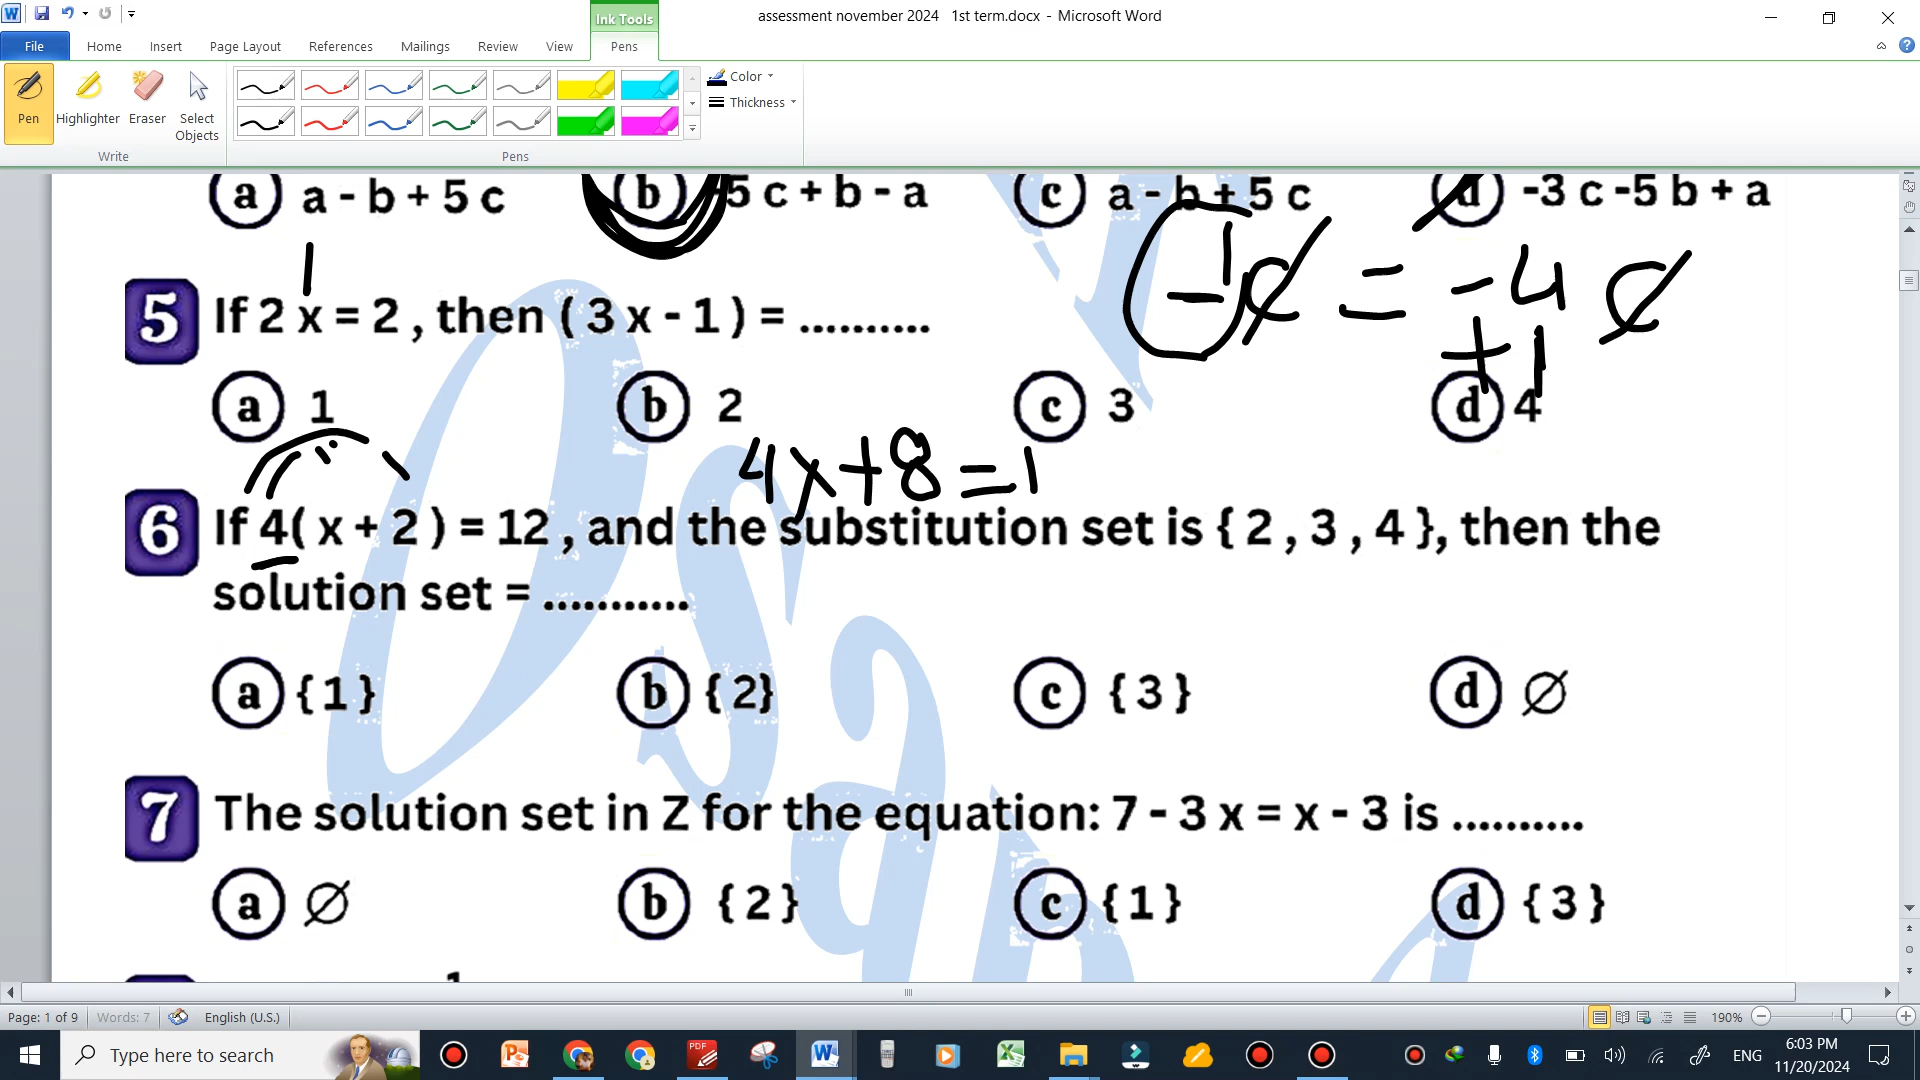 assessment november 2024 1st term.docx - Microsoft Word
Ink Tools
File Home Insert Page Layout References Mailings Review View Pens
Pen Highlighter Eraser Select Objects
Color
Thickness
Write Pens
a a - b + 5 c b -5 c + b - a c a - b + 5 c d -3 c -5 b + a
1
-1c = -4 c
+1
5 If 2 x = 2 , then ( 3 x - 1 ) = ..........
a 1 b 2 c 3 d 4
4x+8=1
6 If 4( x + 2 ) = 12 , and the substitution set is { 2 , 3 , 4 }, then the
solution set = ...........
a { 1 } b { 2} c { 3 } d ∅
7 The solution set in Z for the equation: 7 - 3 x = x - 3 is ..........
a ∅ b { 2 } c { 1 } d { 3 }
Page: 1 of 9 Words: 7 English (U.S.) 190%
Type here to search
PDF
ENG
6:03 PM
11/20/2024